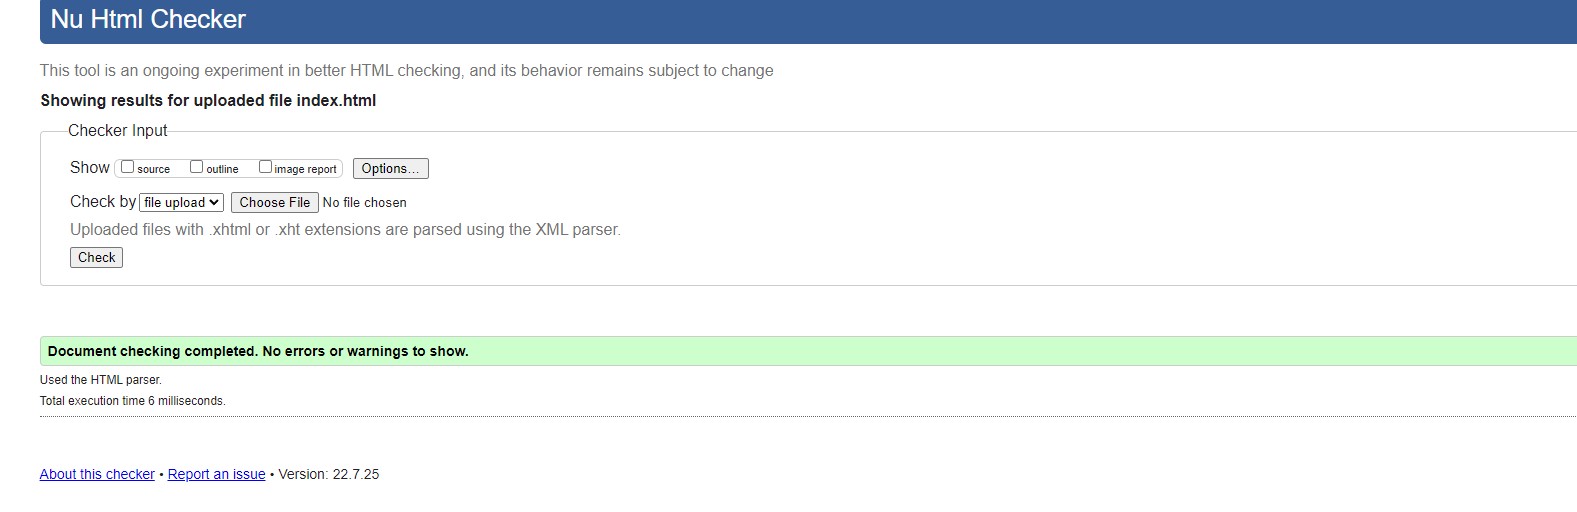 Nu Html Checker
This tool is an ongoing experiment in better HTML checking, and its behavior remains subject to change
Showing results for uploaded file index.html
Checker Input
Show source outline image report Options...
Check by file upload Choose File No file chosen
Uploaded files with .xhtml or .xht extensions are parsed using the XML parser.
Check
Document checking completed. No errors or warnings to show.
Used the HTML parser.
Total execution time 6 milliseconds.
About this checker • Report an issue • Version: 22.7.25